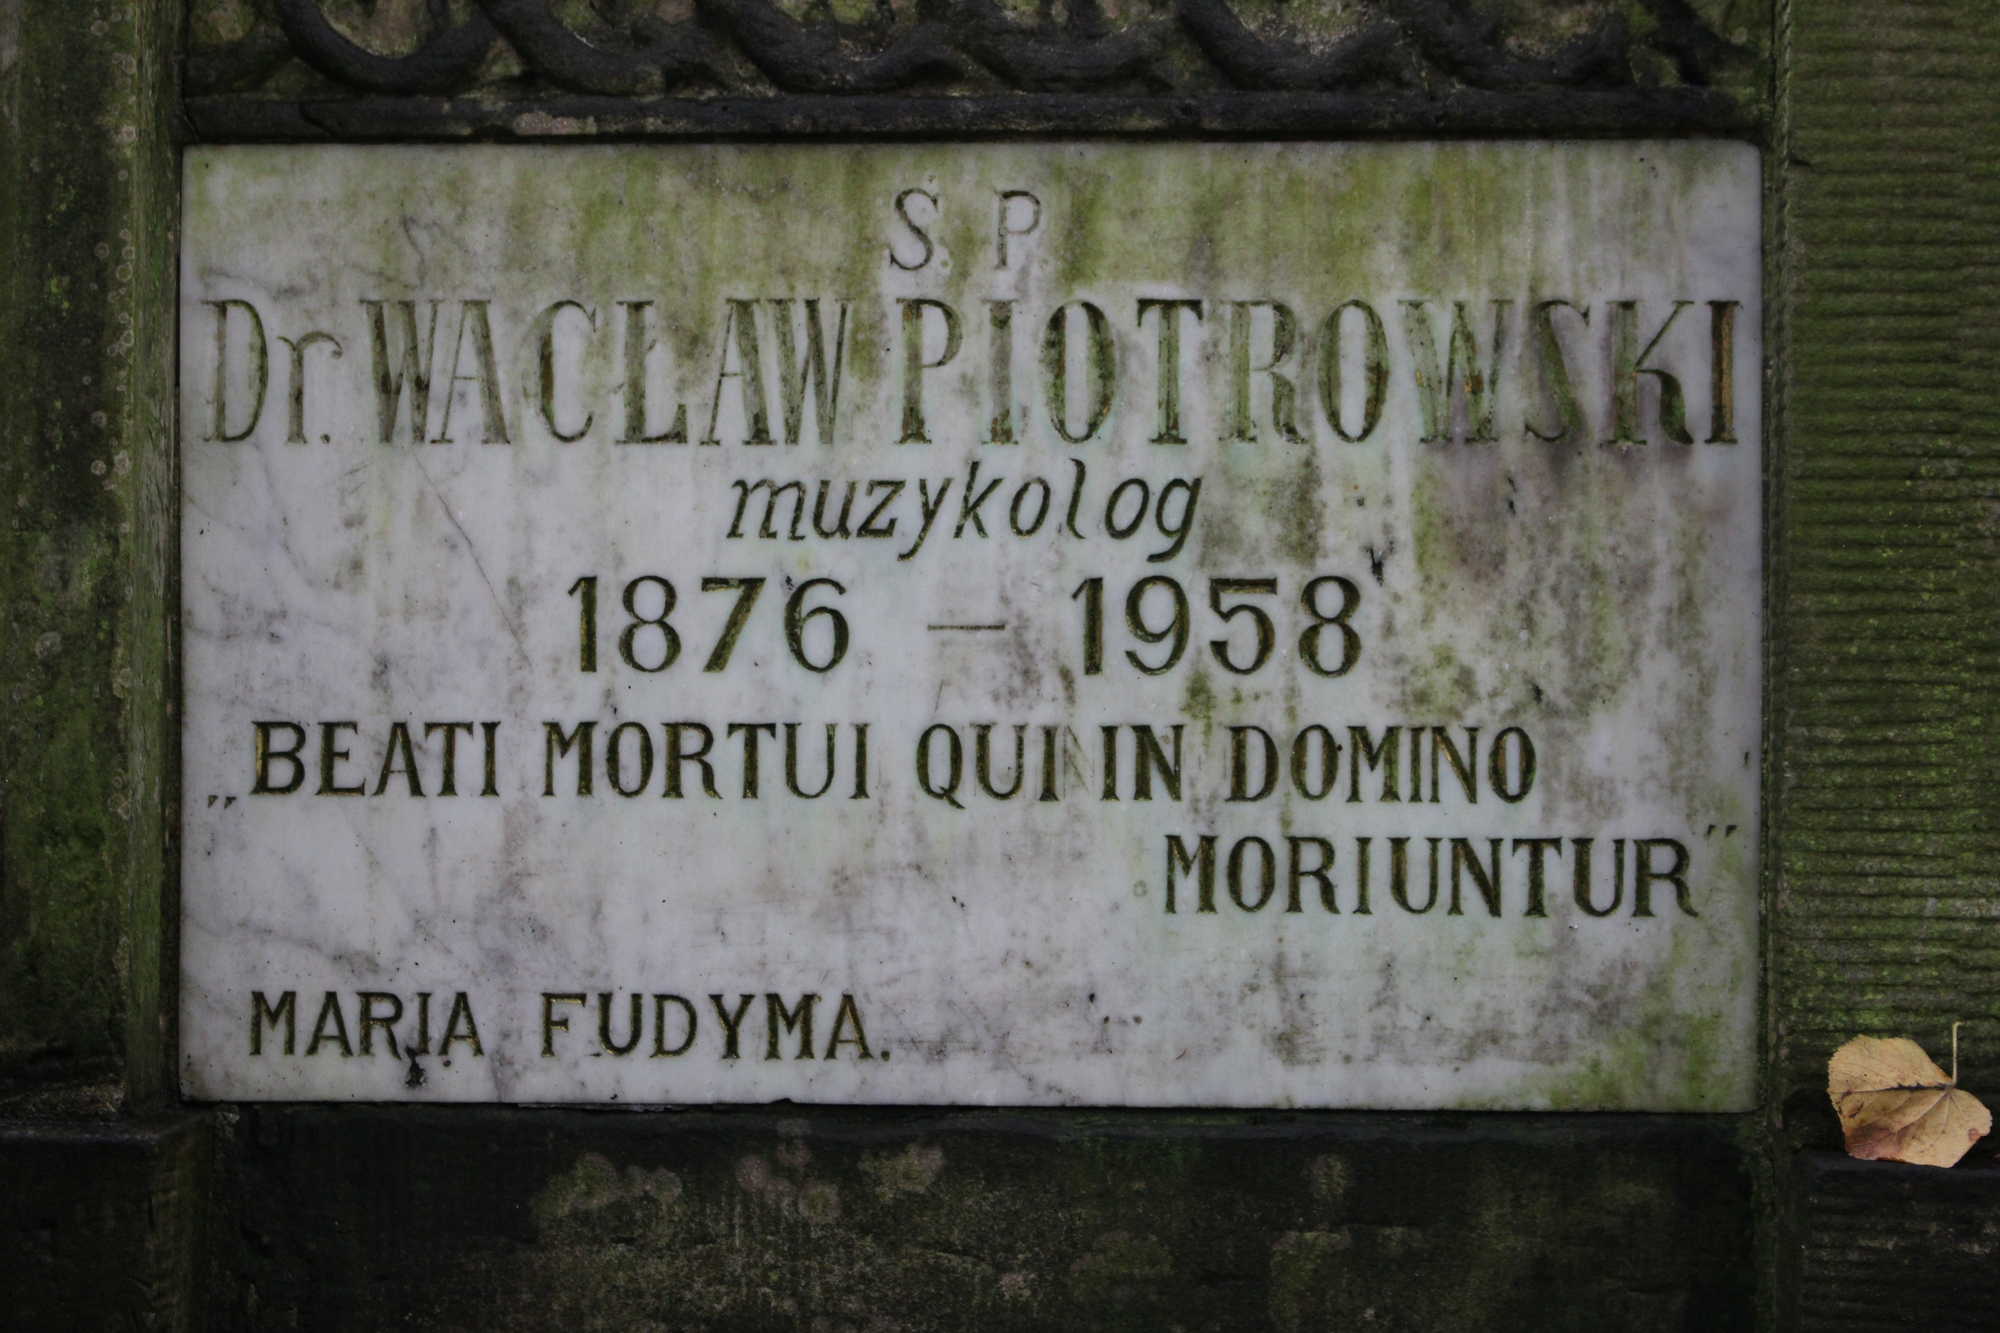 Ś. P.
Dr. WACŁAW PIOTROWSKI
muzykolog
1876 – 1958
„BEATI MORTUI QUI IN DOMINO
MORIUNTUR"
MARIA FUDYMA.